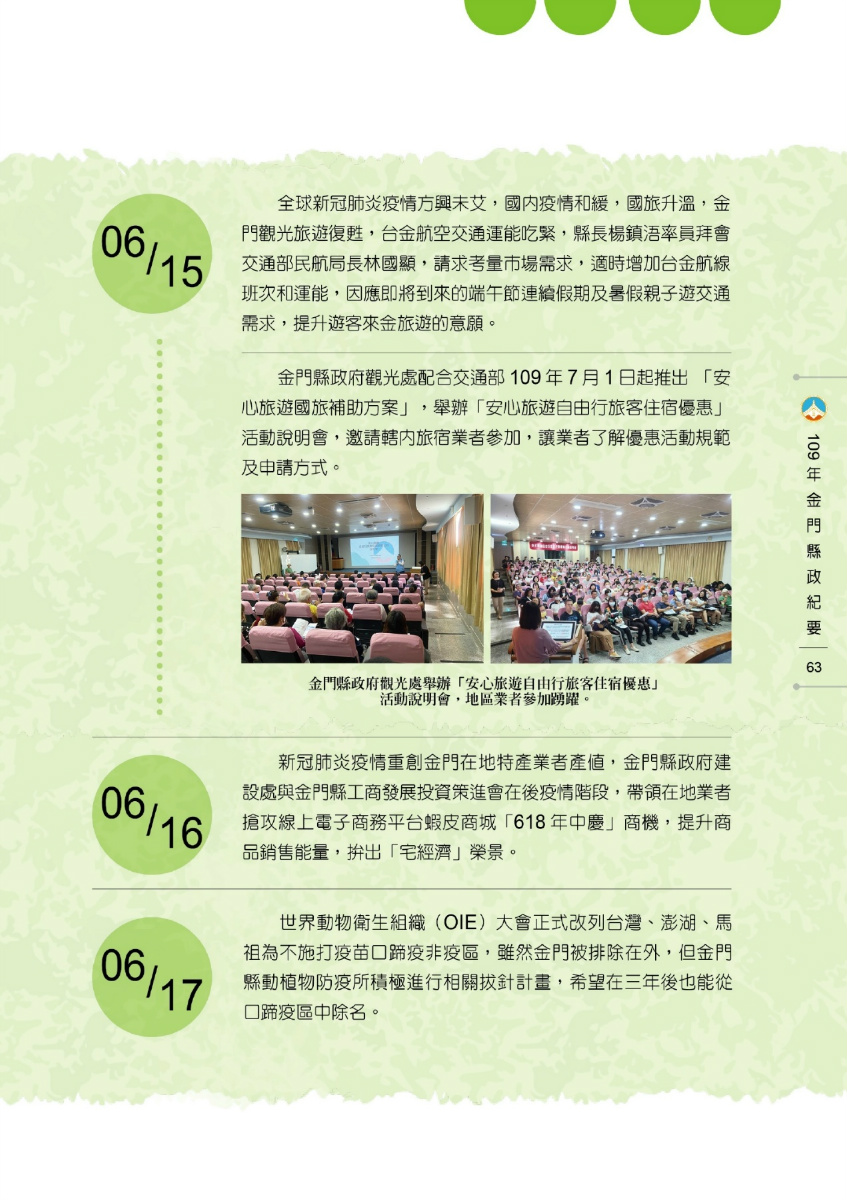 06/15
全球新冠肺炎疫情方興未艾，國內疫情和緩，國旅升溫，金
門觀光旅遊復甦，台金航空交通運能吃緊，縣長楊鎮浯率員拜會
交通部民航局長林國顯，請求考量市場需求，適時增加台金航線
班次和運能，因應即將到來的端午節連續假期及暑假親子遊交通
需求，提升遊客來金旅遊的意願。
金門縣政府觀光處配合交通部 109 年 7 月 1 日起推出 「安
心旅遊國旅補助方案」，舉辦「安心旅遊自由行旅客住宿優惠」
活動說明會，邀請轄內旅宿業者參加，讓業者了解優惠活動規範
及申請方式。
金門縣政府觀光處舉辦「安心旅遊自由行旅客住宿優惠」
活動說明會，地區業者參加踴躍。
06/16
新冠肺炎疫情重創金門在地特產業者產值，金門縣政府建
設處與金門縣工商發展投資策進會在後疫情階段，帶領在地業者
搶攻線上電子商務平台蝦皮商城「618 年中慶」商機，提升商
品銷售能量，拚出「宅經濟」榮景。
06/17
世界動物衛生組織（OIE）大會正式改列台灣、澎湖、馬
祖為不施打疫苗口蹄疫非疫區，雖然金門被排除在外，但金門
縣動植物防疫所積極進行相關拔針計畫，希望在三年後也能從
口蹄疫區中除名。
109年金門縣政紀要
63